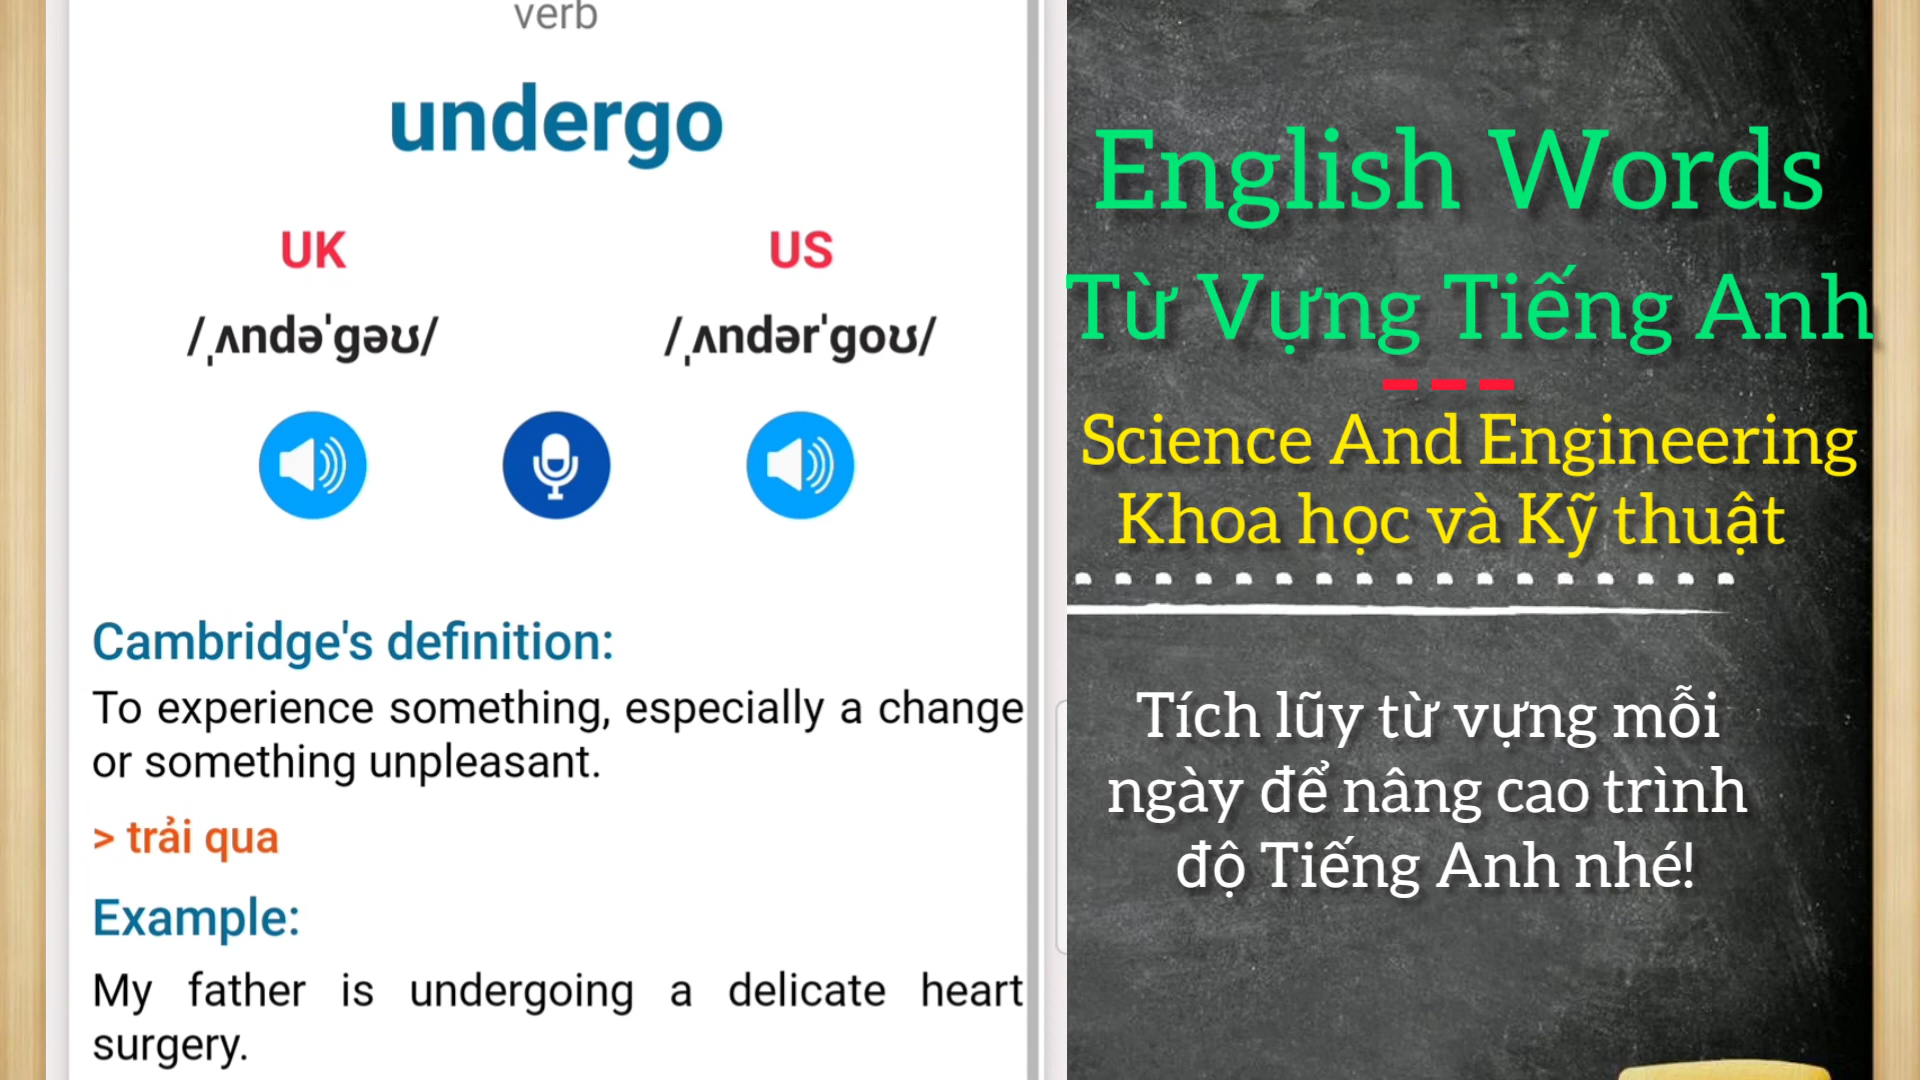 verb
undergo
UK
US
/ˌʌndəˈɡəʊ/
/ˌʌndərˈɡoʊ/
Cambridge's definition:
To experience something, especially a change
or something unpleasant.
> trải qua
Example:
My father is undergoing a delicate heart
surgery.
English Words
Từ Vựng Tiếng Anh
Science And Engineering
Khoa học và Kỹ thuật
Tích lũy từ vựng mỗi
ngày để nâng cao trình
độ Tiếng Anh nhé!